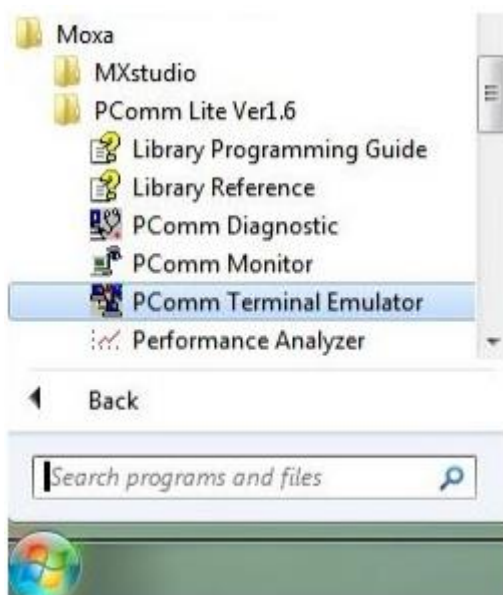 Moxa
MXstudio
PComm Lite Ver1.6
Library Programming Guide
Library Reference
PComm Diagnostic
PComm Monitor
PComm Terminal Emulator
Performance Analyzer
Back
Search programs and files